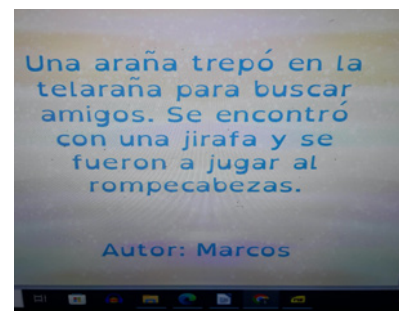 Una araña trepó en la
telaraña para buscar
amigos. Se encontró
con una jirafa y se
fueron a jugar al
rompecabezas.
Autor: Marcos